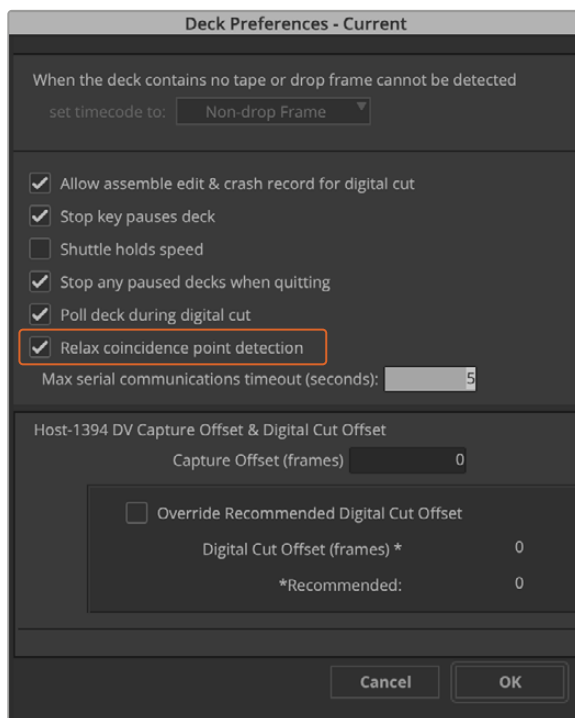 Deck Preferences - Current
When the deck contains no tape or drop frame cannot be detected
set timecode to: Non-drop Frame
Allow assemble edit & crash record for digital cut
Stop key pauses deck
Shuttle holds speed
Stop any paused decks when quitting
Poll deck during digital cut
Relax coincidence point detection
Max serial communications timeout (seconds): 5
Host-1394 DV Capture Offset & Digital Cut Offset
Capture Offset (frames) 0
Override Recommended Digital Cut Offset
Digital Cut Offset (frames) * 0
*Recommended: 0
Cancel OK